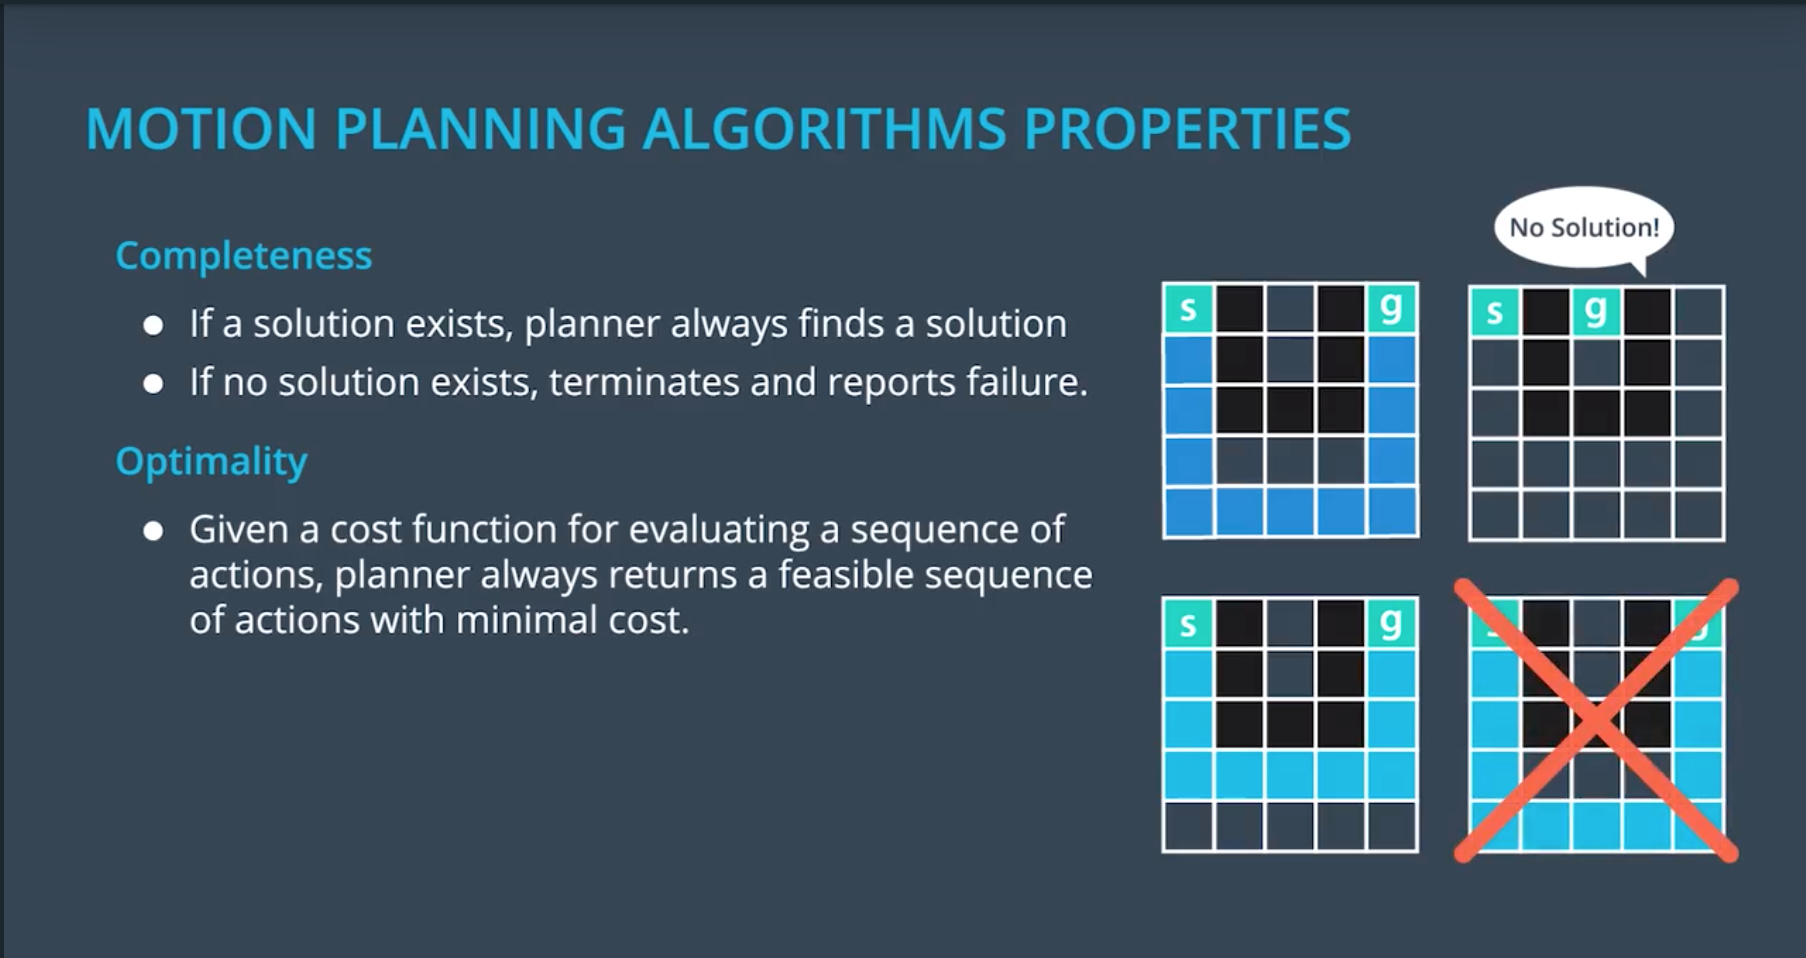 MOTION PLANNING ALGORITHMS PROPERTIES
Completeness
● If a solution exists, planner always finds a solution
● If no solution exists, terminates and reports failure.
Optimality
● Given a cost function for evaluating a sequence of
actions, planner always returns a feasible sequence
of actions with minimal cost.
No Solution!
s g
s g
s g